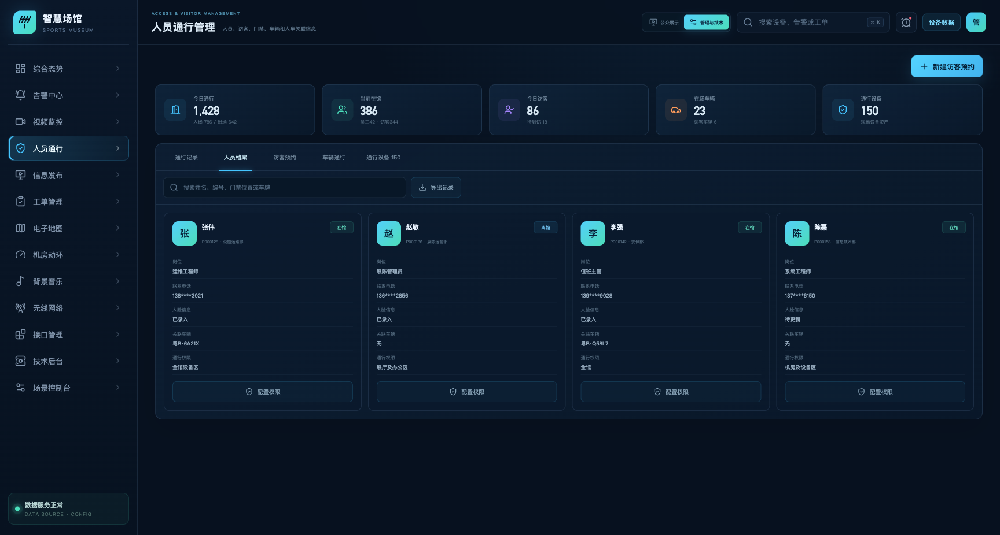 智慧场馆
SPORTS MUSEUM
综合态势
告警中心
视频监控
人员通行
信息发布
工单管理
电子地图
机房动环
背景音乐
无线网络
接口管理
技术后台
场景控制台
数据服务正常
DATA SOURCE · CONFIG
ACCESS & VISITOR MANAGEMENT
人员通行管理 人员、访客、门禁、车辆和人车关联信息
公众展示 管理与技术
搜索设备、告警或工单 ⌘ K
设备数据
管
新建访客预约
今日通行
1,428
入场 786 / 出场 642
当前在馆
386
员工42 · 访客344
今日访客
86
待到访 18
在场车辆
23
访客车辆 6
通行设备
150
现场设备资产
通行记录 人员档案 访客预约 车辆通行 通行设备 150
搜索姓名、编号、门禁位置或车牌
导出记录
张
张伟
在馆
P000128 · 设施运维部
岗位
运维工程师
联系电话
138****3021
人脸信息
已录入
关联车辆
粤B·6A21X
通行权限
全馆设备区
配置权限
赵
赵敏
离馆
P000136 · 展陈运营部
岗位
展陈管理员
联系电话
136****2856
人脸信息
已录入
关联车辆
无
通行权限
展厅及办公区
配置权限
李
李强
在馆
P000142 · 安保部
岗位
值班主管
联系电话
139****9028
人脸信息
已录入
关联车辆
粤B·Q58L7
通行权限
全馆
配置权限
陈
陈磊
在馆
P000158 · 信息技术部
岗位
系统工程师
联系电话
137****6150
人脸信息
待更新
关联车辆
无
通行权限
机房及设备区
配置权限